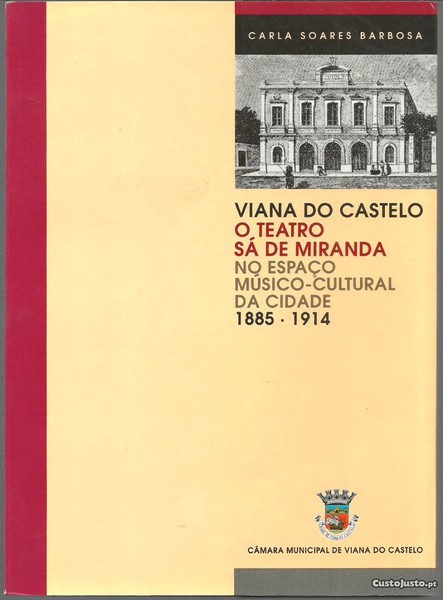 CARLA SOARES BARBOSA
VIANA DO CASTELO
O TEATRO
SÁ DE MIRANDA
NO ESPAÇO
MÚSICO-CULTURAL
DA CIDADE
1885 · 1914
CÂMARA MUNICIPAL DE VIANA DO CASTELO
CustoJusto.pt